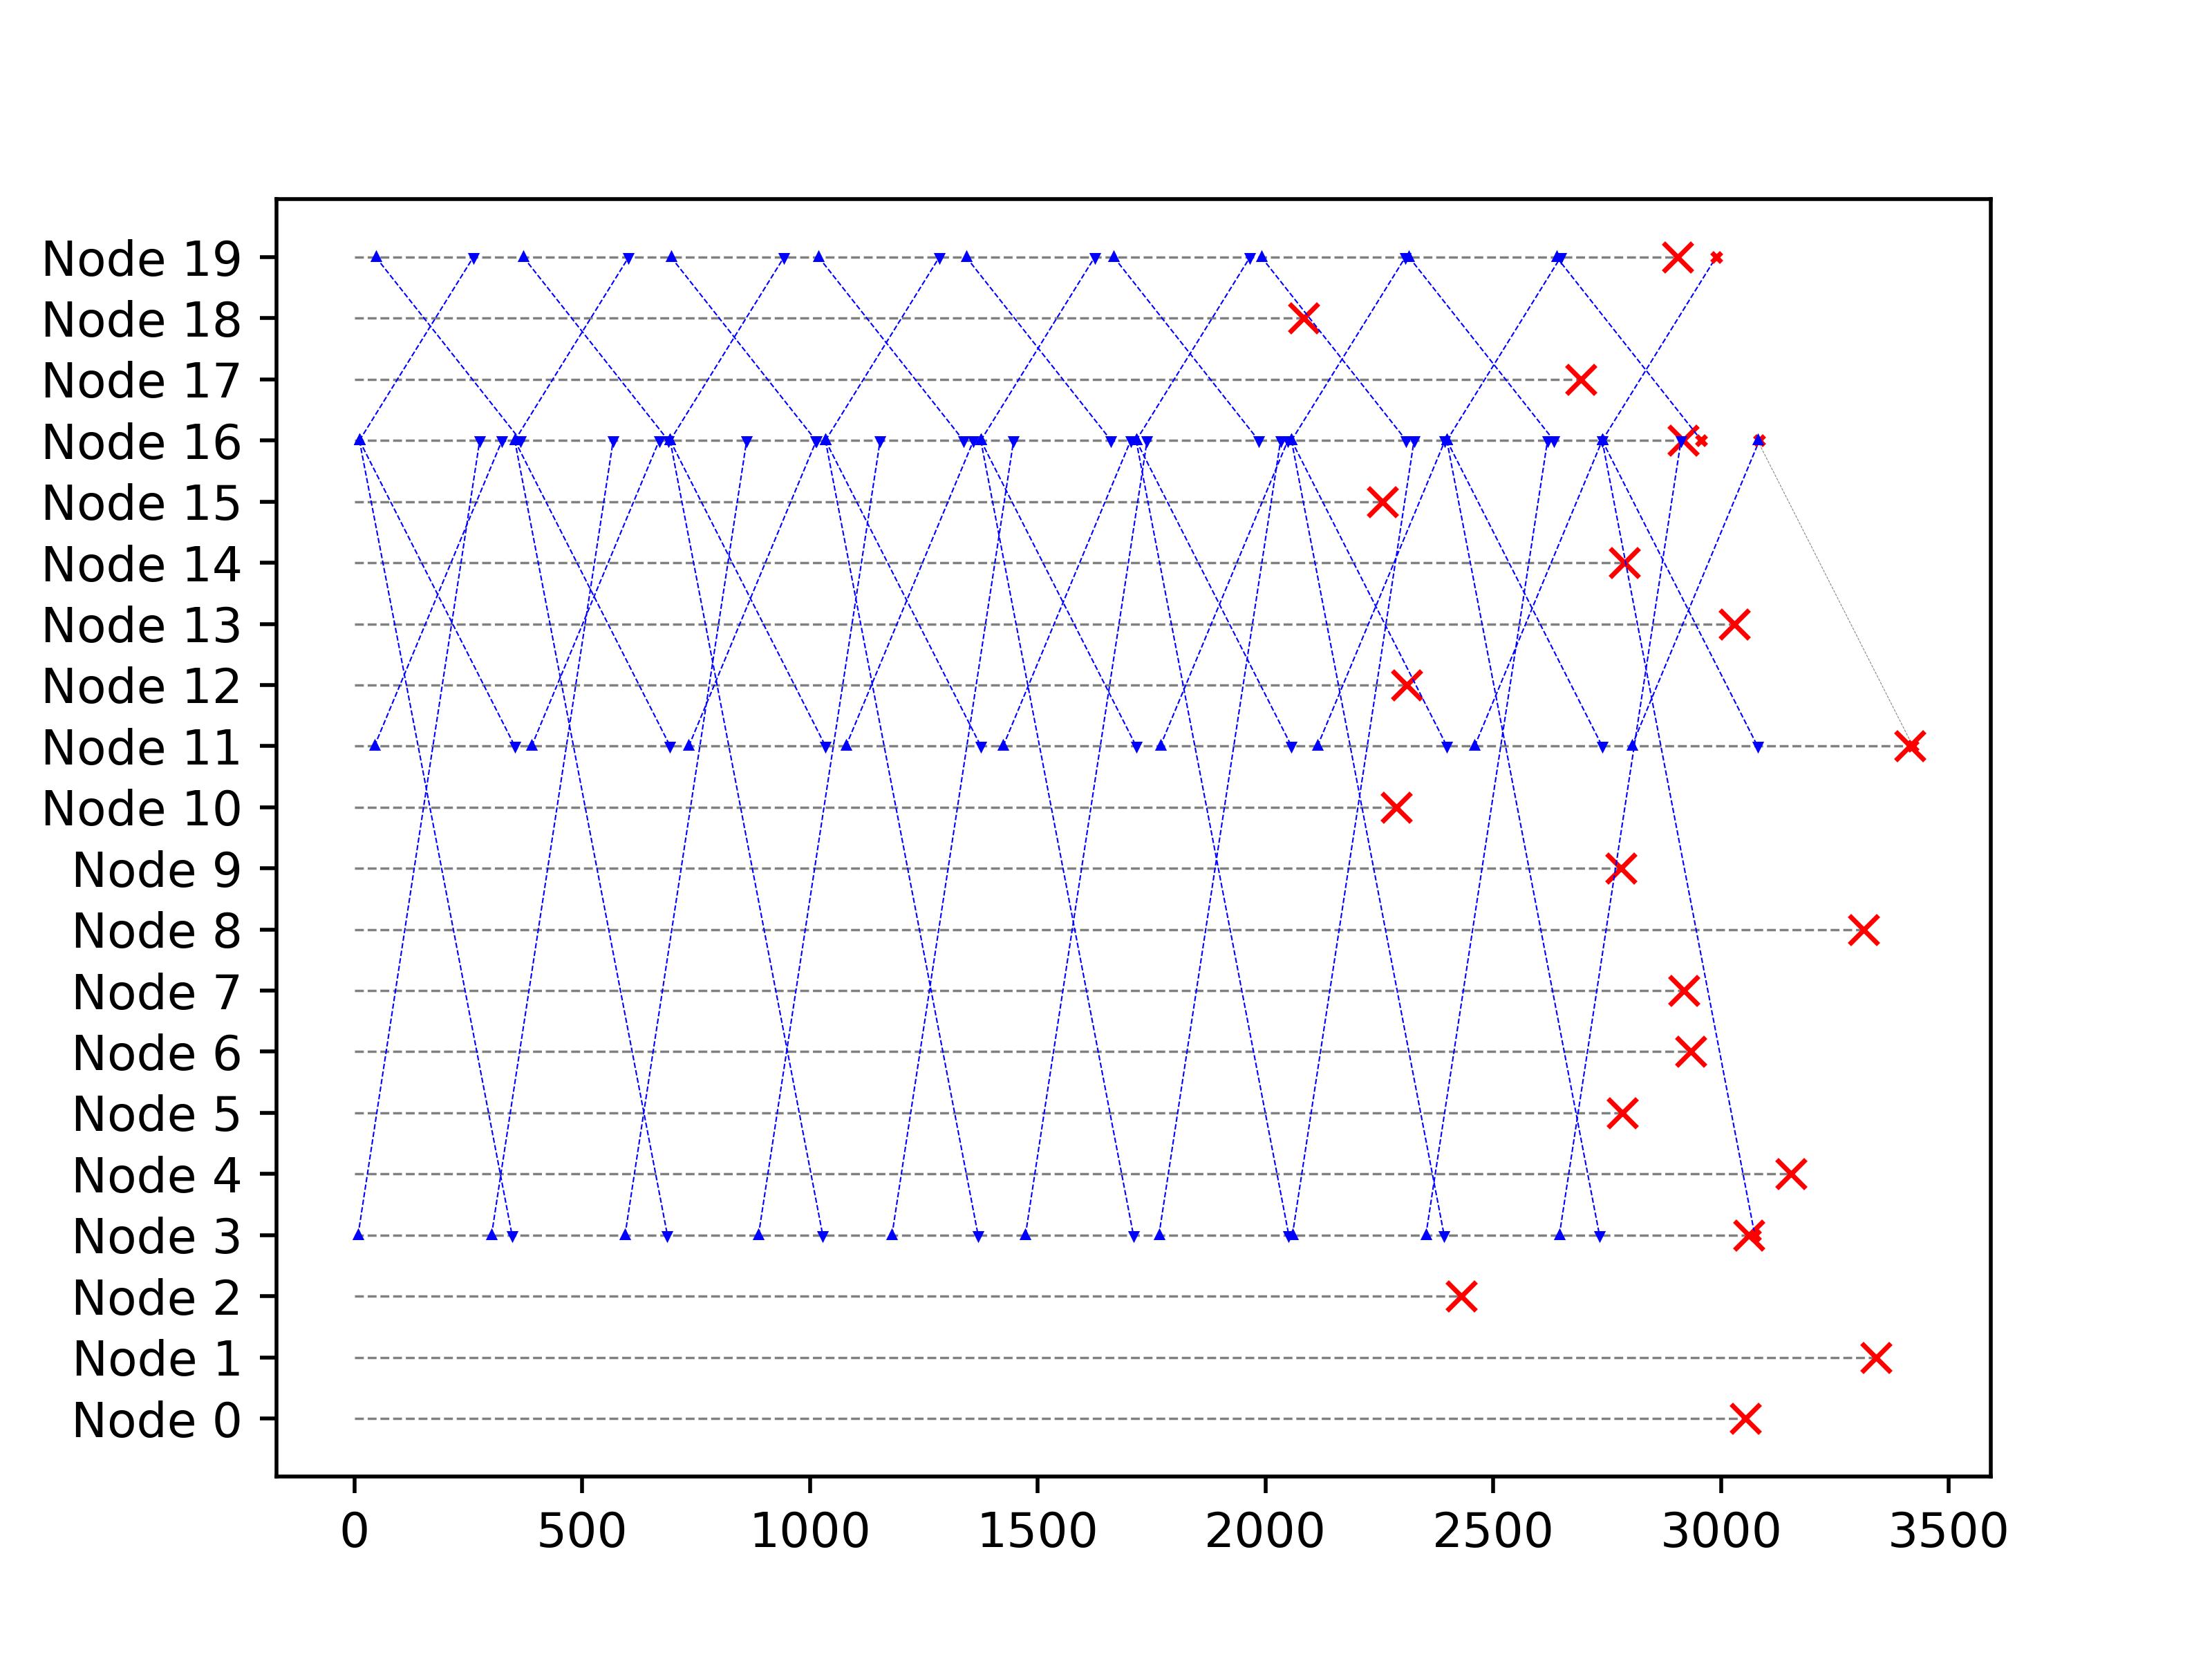 Node 19
Node 18
Node 17
Node 16
Node 15
Node 14
Node 13
Node 12
Node 11
Node 10
Node 9
Node 8
Node 7
Node 6
Node 5
Node 4
Node 3
Node 2
Node 1
Node 0
0 500 1000 1500 2000 2500 3000 3500